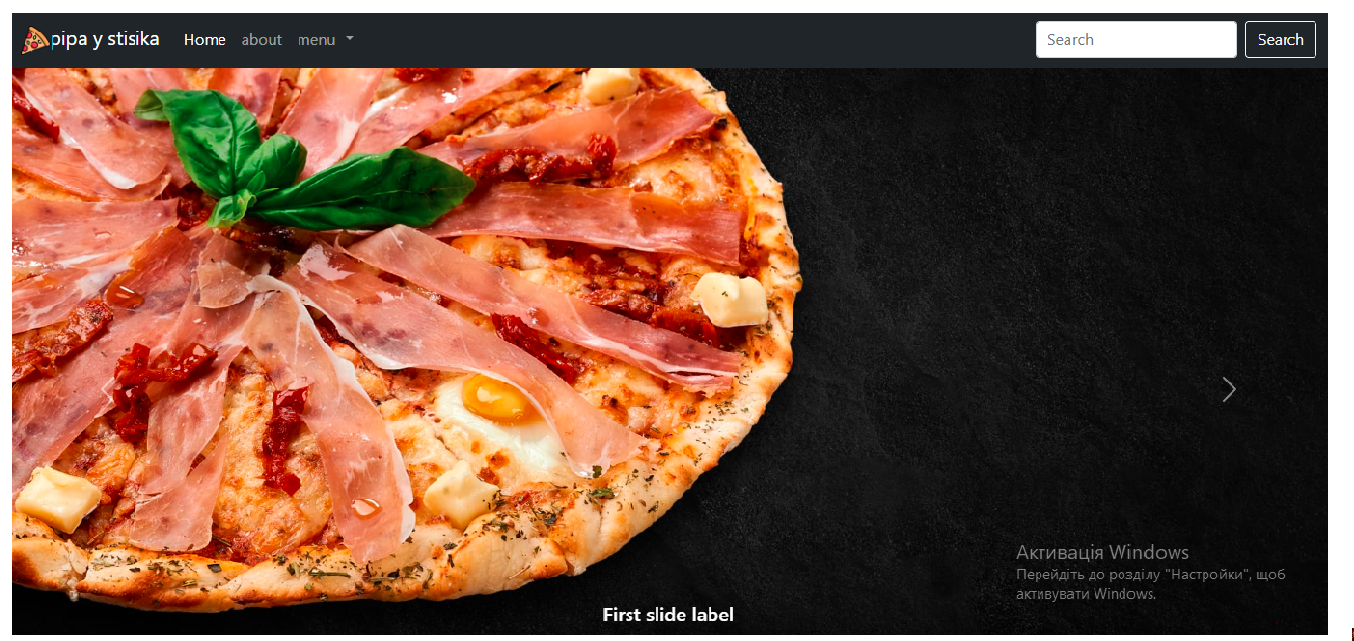 pipa y stisika Home about menu Search Search
Активація Windows
Перейдіть до розділу "Настройки", щоб
активувати Windows.
First slide label